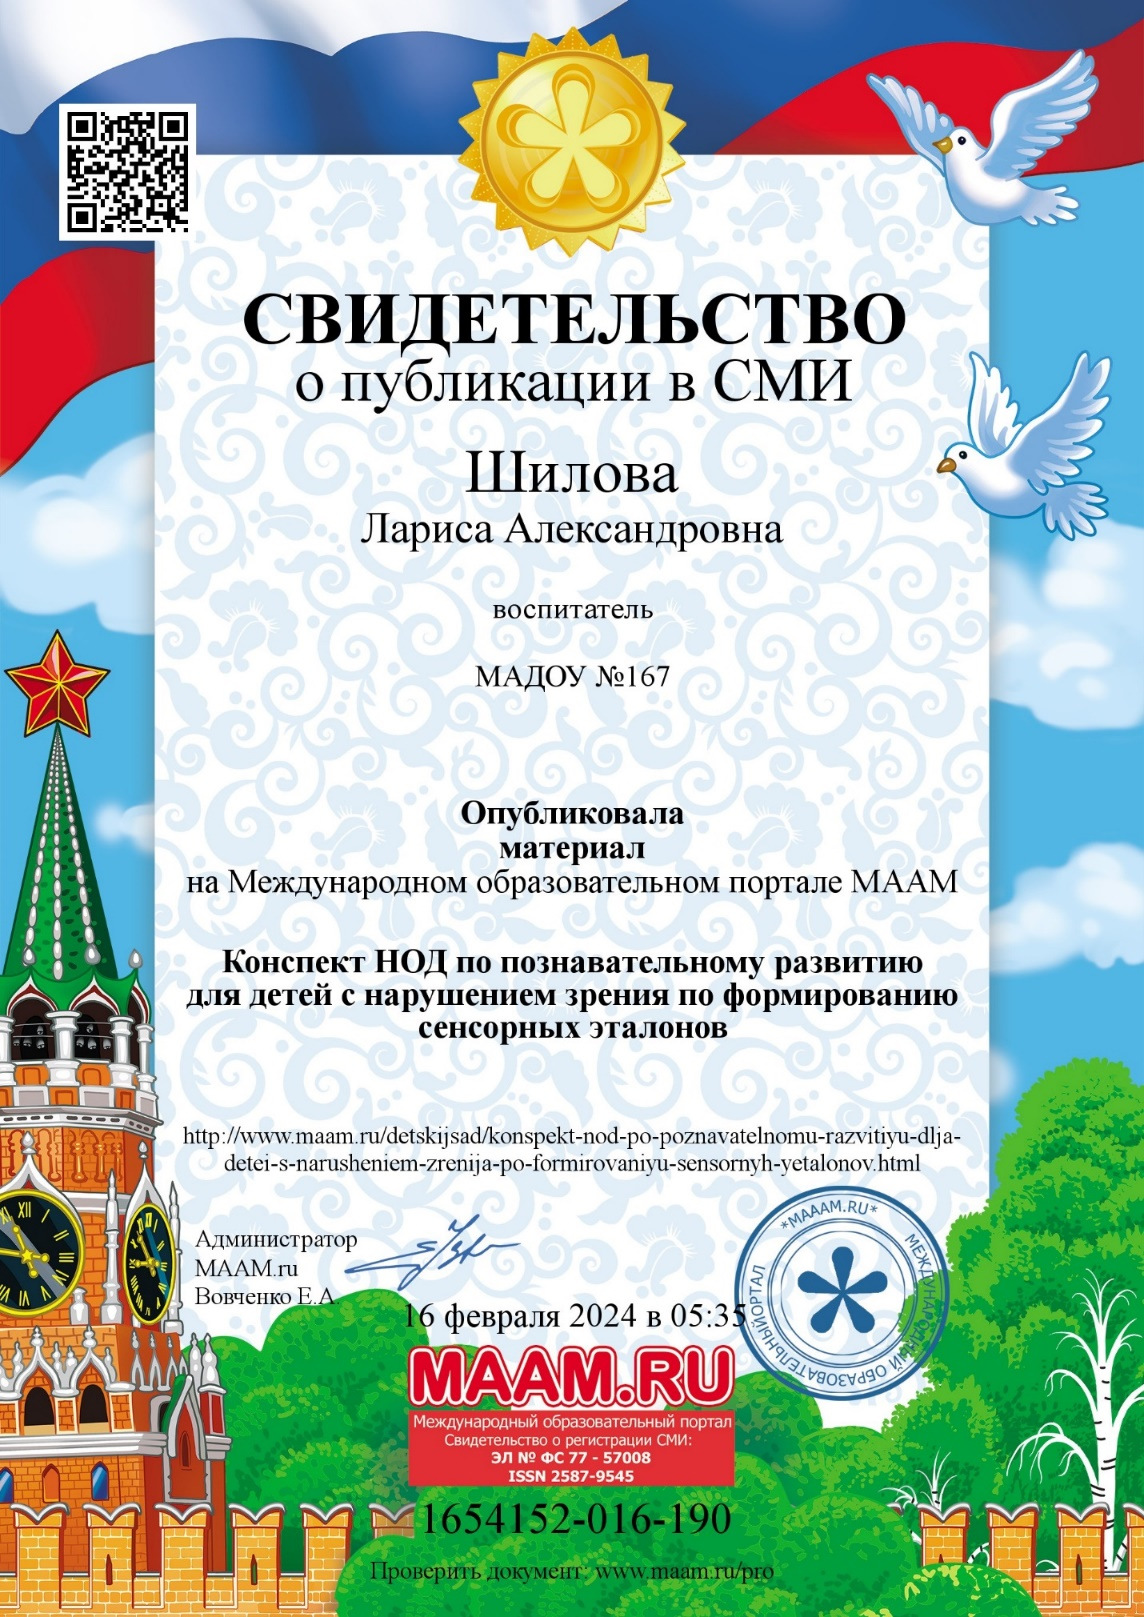 СВИДЕТЕЛЬСТВО
о публикации в СМИ
Шилова
Лариса Александровна
воспитатель
МАДОУ №167
Опубликовала
материал
на Международном образовательном портале МААМ
Конспект НОД по познавательному развитию
для детей с нарушением зрения по формированию
сенсорных эталонов
http://www.maam.ru/detskijsad/konspekt-nod-po-poznavatelnomu-razvitiyu-dlja-
detei-s-narusheniem-zrenija-po-formirovaniyu-sensornyh-yetalonov.html
Администратор
MAAM.ru
Вовченко Е.А.
*MAAAM.RU*
МЕЖДУНАРОДНЫЙ ОБРАЗОВАТЕЛЬНЫЙ ПОРТАЛ
16 февраля 2024 в 05:35
MAAM.RU
Международный образовательный портал
Свидетельство о регистрации СМИ:
ЭЛ № ФС 77 - 57008
ISSN 2587-9545
1654152-016-190
Проверить документ: www.maam.ru/pro